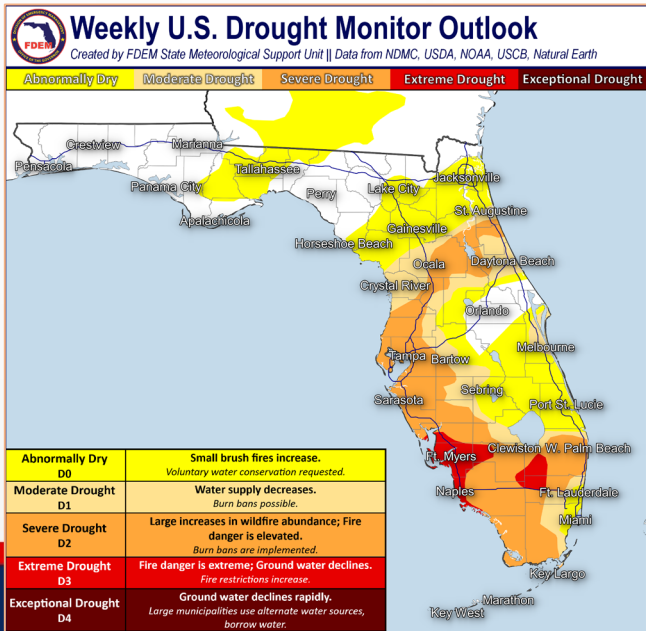 Weekly U.S. Drought Monitor Outlook
FDEM
Created by FDEM State Meteorological Support Unit || Data from NDMC, USDA, NOAA, USCB, Natural Earth
Abnormally Dry
Moderate Drought
Severe Drought
Extreme Drought
Exceptional Drought
Crestview
Marianna
Pensacola
Tallahassee
Jacksonville
Panama City
Perry
Lake City
Apalachicola
St. Augustine
Gainesville
Horseshoe Beach
Ocala
Daytona Beach
Crystal River
Orlando
Melbourne
Tampa
Bartow
Sebring
Sarasota
Port St. Lucie
Clewiston
W. Palm Beach
Ft. Myers
Naples
Ft. Lauderdale
Miami
Key Largo
Marathon
Key West
Abnormally Dry
D0
Small brush fires increase.
Voluntary water conservation requested.
Moderate Drought
D1
Water supply decreases.
Burn bans possible.
Severe Drought
D2
Large increases in wildfire abundance; Fire
danger is elevated.
Burn bans are implemented.
Extreme Drought
D3
Fire danger is extreme; Ground water declines.
Fire restrictions increase.
Exceptional Drought
D4
Ground water declines rapidly.
Large municipalities use alternate water sources,
borrow water.